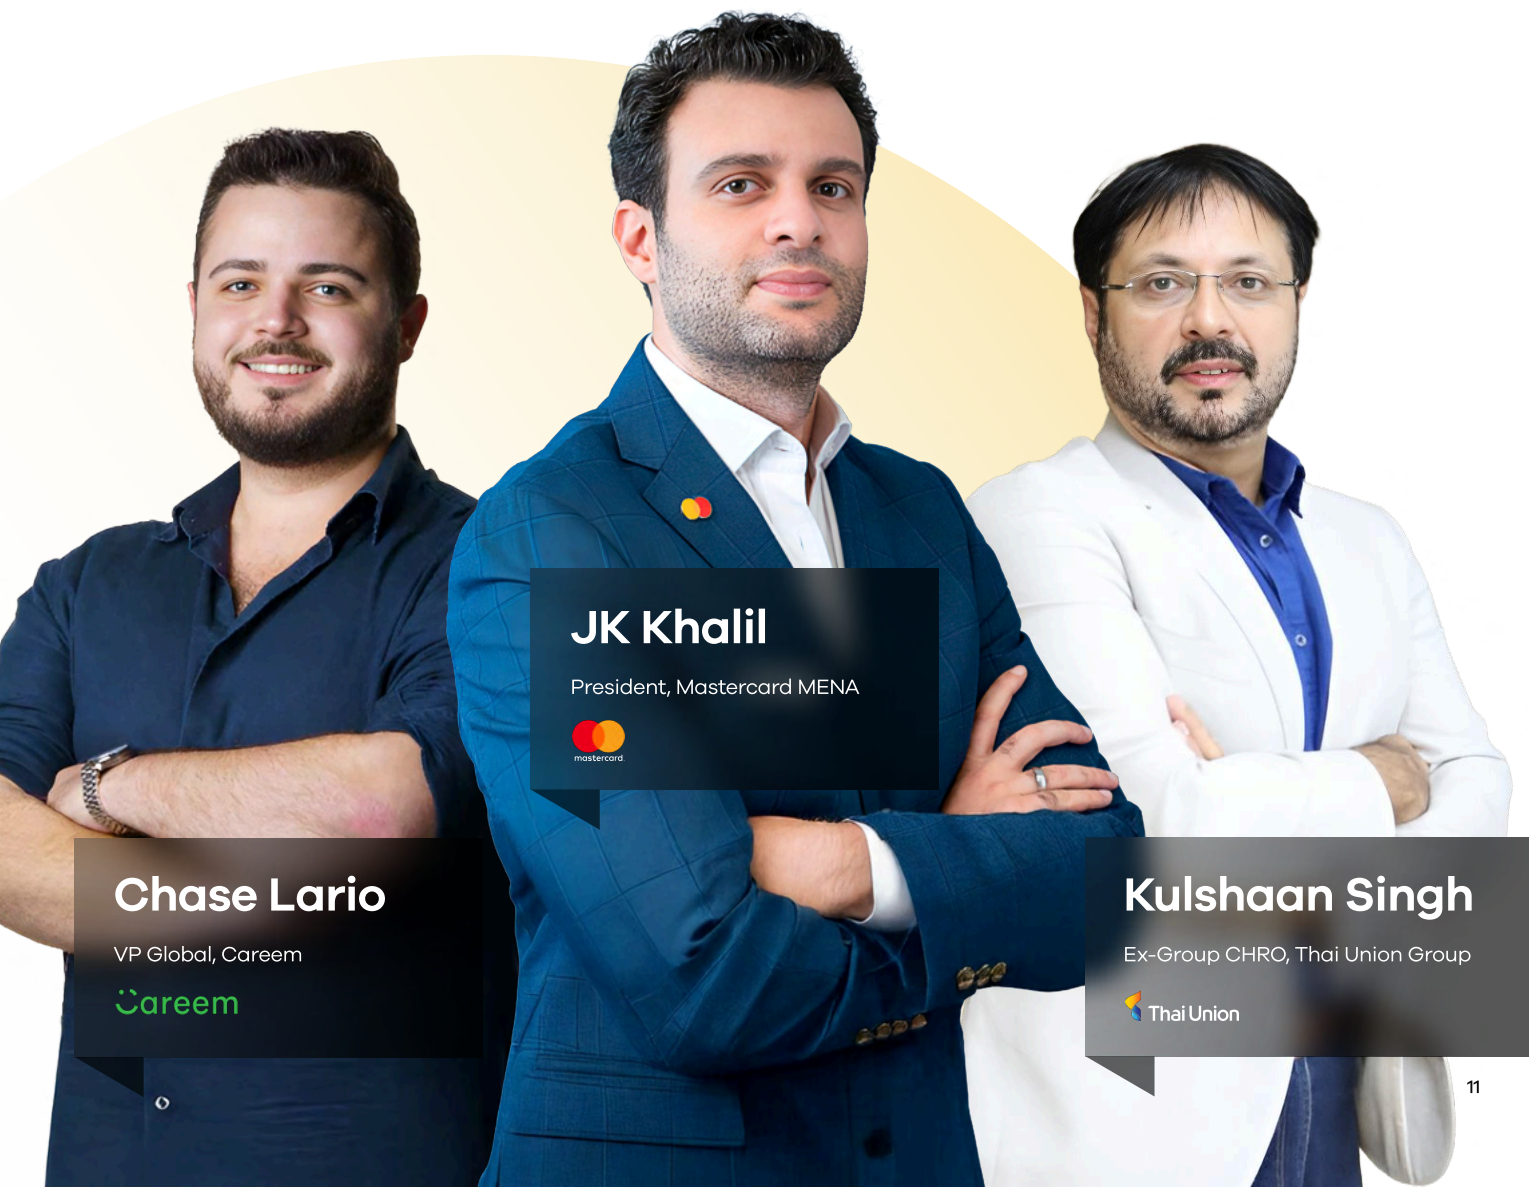 JK Khalil
President, Mastercard MENA
mastercard.
Chase Lario
VP Global, Careem
Careem
Kulshaan Singh
Ex-Group CHRO, Thai Union Group
Thai Union
11